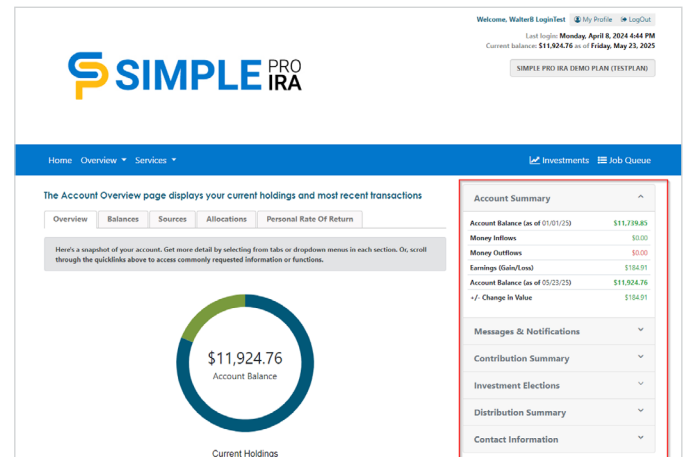 Welcome, WalterB LoginTest My Profile LogOut
Last login: Monday, April 8, 2024 4:44 PM
Current balance: $11,924.76 as of Friday, May 23, 2025
SIMPLE PRO IRA DEMO PLAN (TESTPLAN)
SIMPLE PRO IRA
Home Overview Services Investments Job Queue
The Account Overview page displays your current holdings and most recent transactions
Overview Balances Sources Allocations Personal Rate Of Return
Here's a snapshot of your account. Get more detail by selecting from tabs or dropdown menus in each section. Or, scroll
through the quicklinks above to access commonly requested information or functions.
$11,924.76
Account Balance
Current Holdings
Account Summary
Account Balance (as of 01/01/25) $11,739.85
Money Inflows $0.00
Money Outflows $0.00
Earnings (Gain/Loss) $184.91
Account Balance (as of 05/23/25) $11,924.76
+/- Change in Value $184.91
Messages & Notifications
Contribution Summary
Investment Elections
Distribution Summary
Contact Information